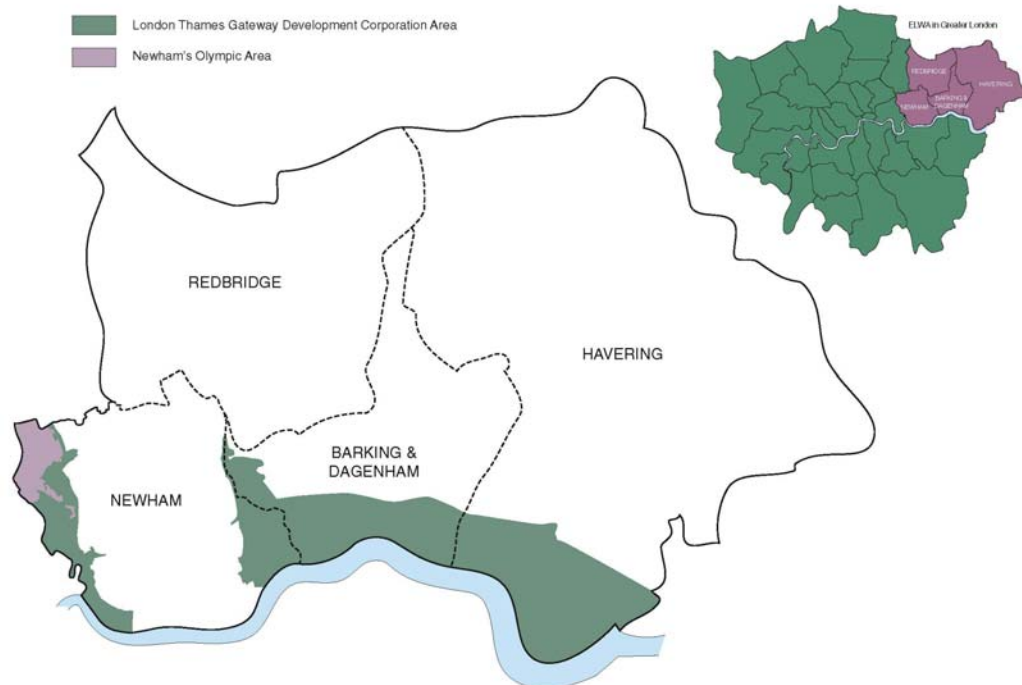 London Thames Gateway Development Corporation Area
Newham's Olympic Area
ELWA in Greater London
REDBRIDGE
HAVERING
NEWHAM
BARKING &
DAGENHAM
REDBRIDGE
HAVERING
BARKING &
DAGENHAM
NEWHAM